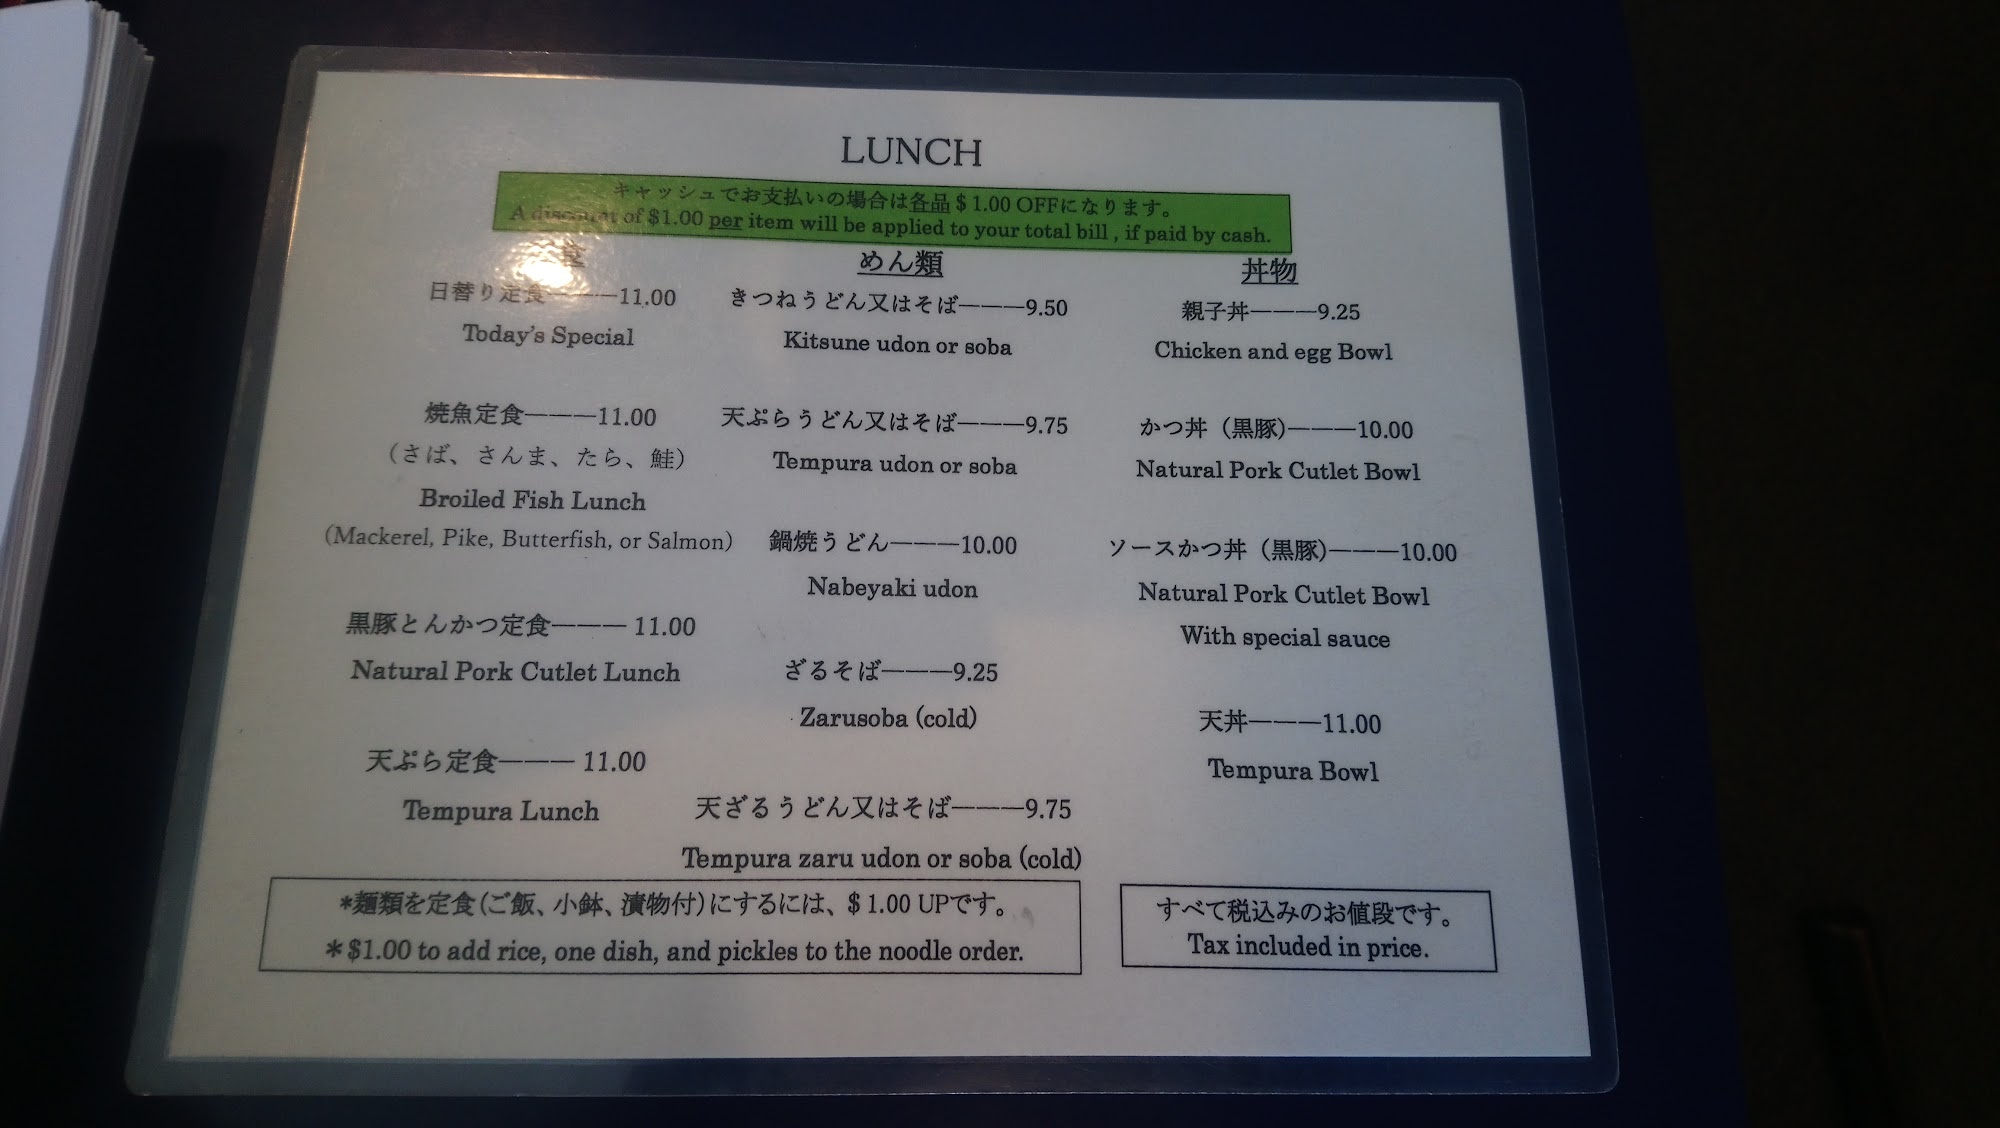 LUNCH
キャッシュでお支払いの場合は各品＄1.00 OFFになります。
A discount of $1.00 per item will be applied to your total bill , if paid by cash.
食
日替り定食―――11.00
Today's Special
焼魚定食―――11.00
（さば、さんま、たら、鮭）
Broiled Fish Lunch
(Mackerel, Pike, Butterfish, or Salmon)
黒豚とんかつ定食――― 11.00
Natural Pork Cutlet Lunch
天ぷら定食――― 11.00
Tempura Lunch
めん類
きつねうどん又はそば―――9.50
Kitsune udon or soba
天ぷらうどん又はそば―――9.75
Tempura udon or soba
鍋焼うどん―――10.00
Nabeyaki udon
ざるそば―――9.25
Zarusoba (cold)
天ざるうどん又はそば―――9.75
Tempura zaru udon or soba (cold)
丼物
親子丼―――9.25
Chicken and egg Bowl
かつ丼（黒豚）―――10.00
Natural Pork Cutlet Bowl
ソースかつ丼（黒豚）―――10.00
Natural Pork Cutlet Bowl
With special sauce
天丼―――11.00
Tempura Bowl
*麺類を定食（ご飯、小鉢、漬物付）にするには、＄1.00 UPです。
＊$1.00 to add rice, one dish, and pickles to the noodle order.
すべて税込みのお値段です。
Tax included in price.